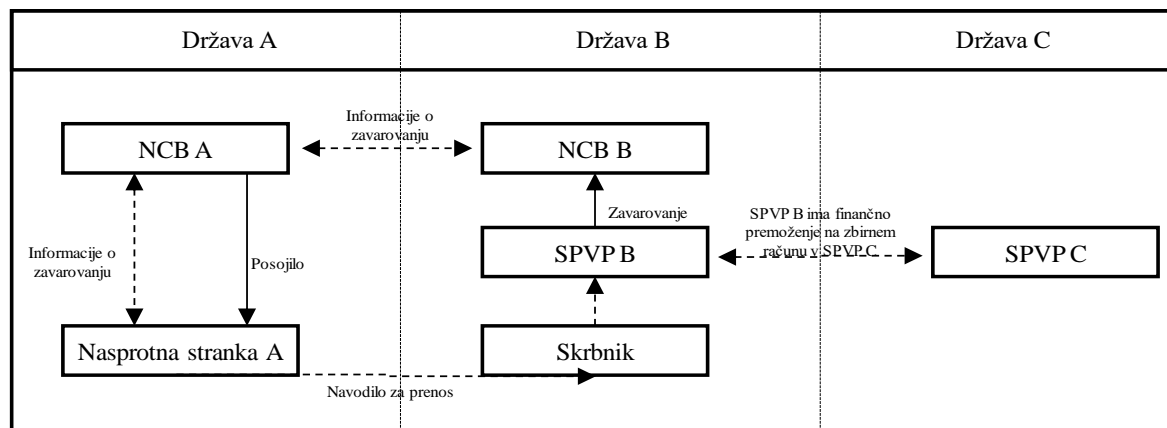 Država A
Država B
Država C
Informacije o
zavarovanju
NCB A
NCB B
Zavarovanje
SPVP B ima finančno
premoženje na zbirnem
računu v SPVP C
Informacije o
zavarovanju
Posojilo
SPVP B
SPVP C
Nasprotna stranka A
Skrbnik
Navodilo za prenos